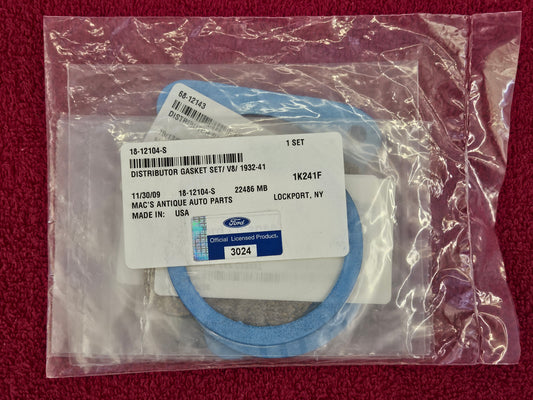 68-12143
DISTRIBUTOR
18-12104-S 1 SET
DISTRIBUTOR GASKET SET/ V8/ 1932-41
1K241F
11/30/09 18-12104-S 22486 MB
MAC'S ANTIQUE AUTO PARTS LOCKPORT, NY
MADE IN: USA
Ford
Official Licensed Product
3024